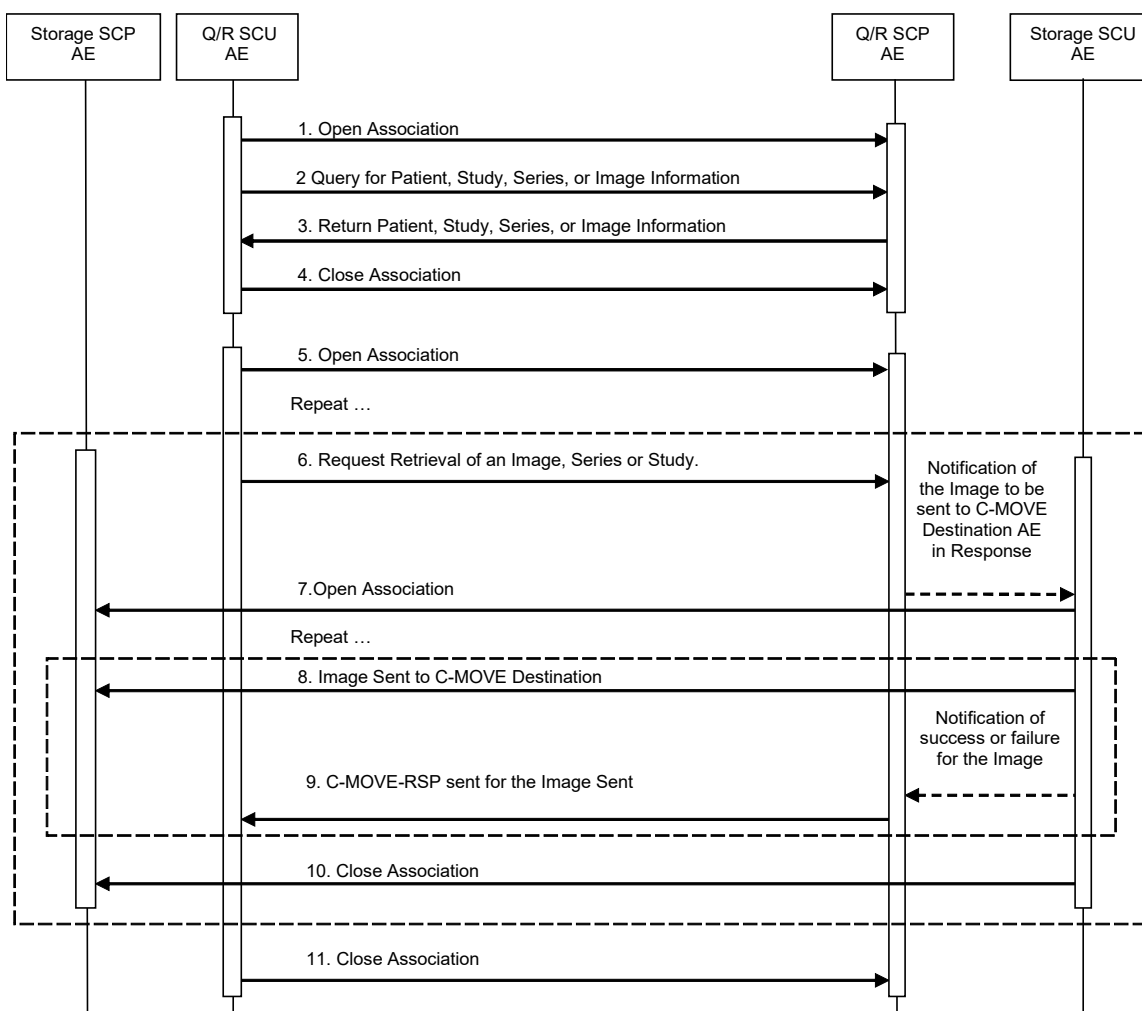 Storage SCP
AE
Q/R SCU
AE
Q/R SCP
AE
Storage SCU
AE
1. Open Association
2 Query for Patient, Study, Series, or Image Information
3. Return Patient, Study, Series, or Image Information
4. Close Association
5. Open Association
Repeat …
6. Request Retrieval of an Image, Series or Study.
Notification of
the Image to be
sent to C-MOVE
Destination AE
in Response
7.Open Association
Repeat …
8. Image Sent to C-MOVE Destination
Notification of
success or failure
for the Image
9. C-MOVE-RSP sent for the Image Sent
10. Close Association
11. Close Association